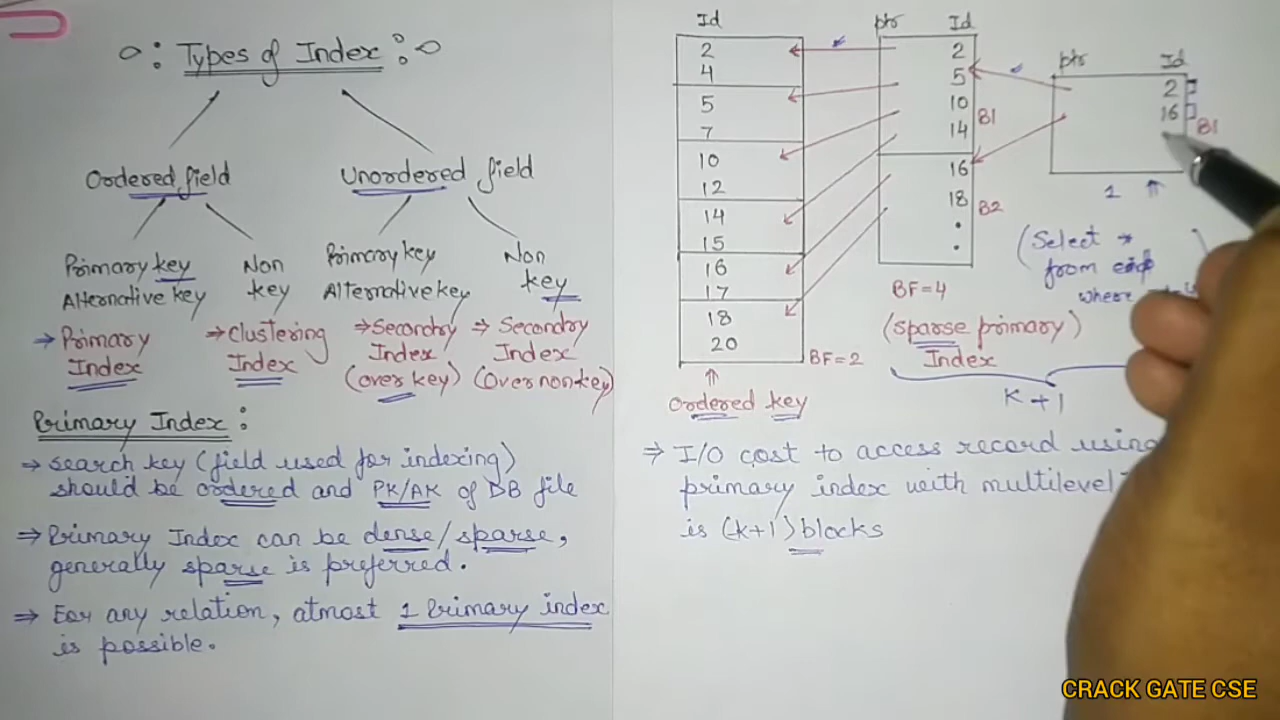 Types of Index
Ordered field
Unordered field
Primary key
Alternative key
Non
key
Primary key
Alternative key
Non
key
⇒ Primary
Index
⇒ Clustering
Index
⇒ Secondry
Index
(over key)
⇒ Secondry
Index
(Over nonkey)
Primary Index :
⇒ Search key (field used for indexing)
should be ordered and PK/AK of DB file
⇒ Primary Index can be dense/sparse,
generally sparse is preferred.
⇒ For any relation, atmost 1 Primary index
is possible.
Id
2
4
5
7
10
12
14
15
16
17
18
20
BF=2
Ordered key
ptr Id
2
5
10
14
B1
16
18
B2
BF=4
(sparse primary)
Index
ptr Id
2
16
B1
1
(Select *
from
where
K+1
⇒ I/O cost to access record using
primary index with multilevel
is (k+1) blocks
CRACK GATE CSE